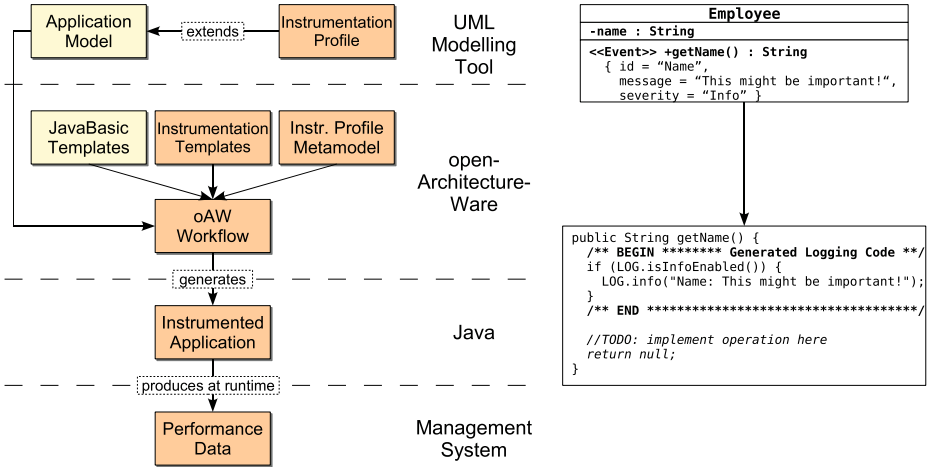 Application
Model
extends
Instrumentation
Profile
UML
Modelling
Tool
JavaBasic
Templates
Instrumentation
Templates
Instr. Profile
Metamodel
open-
Architecture-
Ware
oAW
Workflow
generates
Instrumented
Application
Java
produces at runtime
Performance
Data
Management
System
Employee
-name : String
<<Event>> +getName() : String
{ id = “Name”,
message = “This might be important!“,
severity = “Info” }
public String getName() {
/** BEGIN ******** Generated Logging Code **/
if (LOG.isInfoEnabled()) {
LOG.info("Name: This might be important!");
}
/** END ************************************/
//TODO: implement operation here
return null;
}